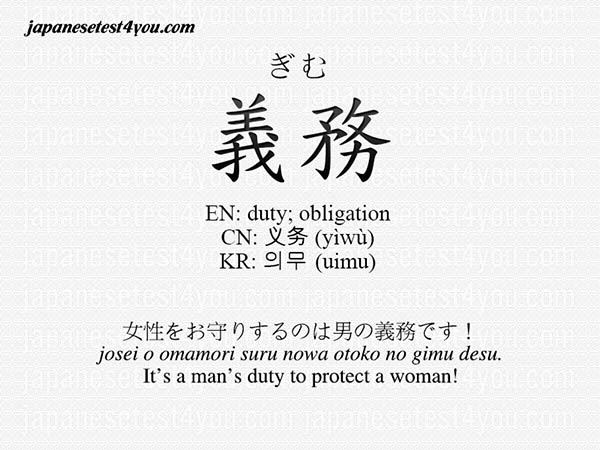 japanesetest4you.com
ぎむ
義務
EN: duty; obligation
CN: 义务 (yìwù)
KR: 의무 (uimu)
女性をお守りするのは男の義務です！
josei o omamori suru nowa otoko no gimu desu.
It’s a man’s duty to protect a woman!